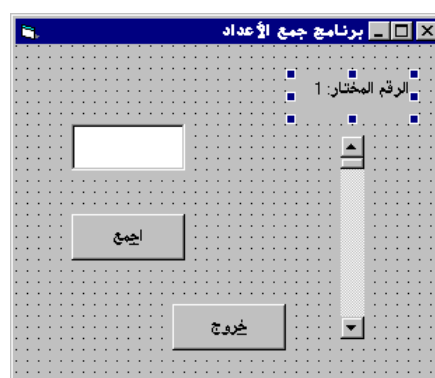 برنامج جمع الأعداد
الرقم المختار: 1
اجمع
خروج